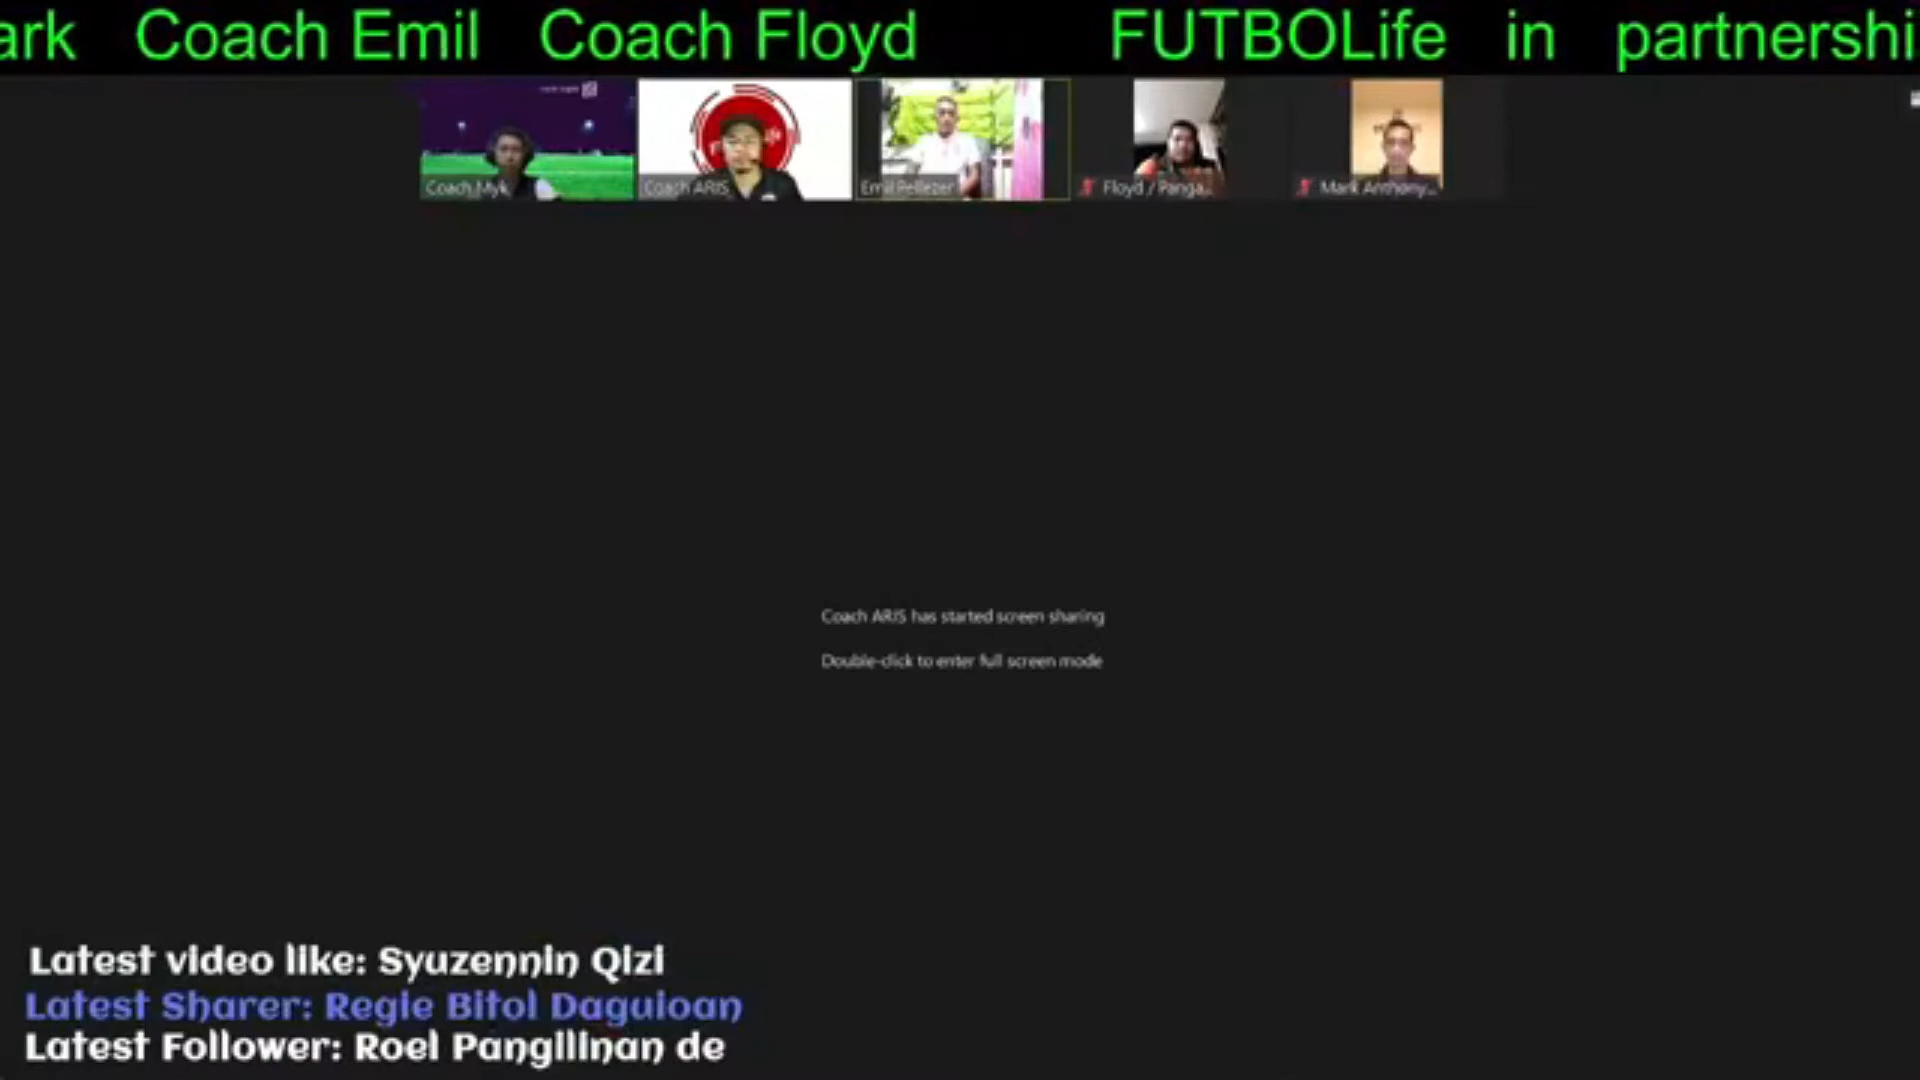 ark Coach Emil Coach Floyd FUTBOLife in partnershi
Coach Myk
Coach ARIS
Emil Pellezer
Floyd / Panga...
Mark Anthony...
Coach ARIS has started screen sharing
Double-click to enter full screen mode
Latest video like: Syuzennin Qizi
Latest Sharer: Regie Bitol Daguioan
Latest Follower: Roel Pangilinan de